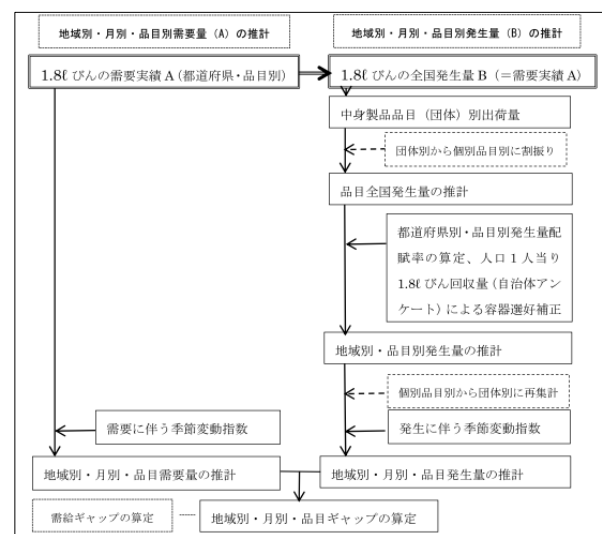 地域別・月別・品目別需要量（A）の推計
地域別・月別・品目別発生量（B）の推計
1.8ℓ びんの需要実績 A（都道府県・品目別）
1.8ℓ びんの全国発生量 B（＝需要実績 A）
中身製品品目（団体）別出荷量
団体別から個別品目別に割振り
品目全国発生量の推計
都道府県別・品目別発生量配
賦率の算定、人口 1 人当り
1.8ℓ びん回収量（自治体アン
ケート）による容器選好補正
地域別・品目別発生量の推計
個別品目別から団体別に再集計
需要に伴う季節変動指数
発生に伴う季節変動指数
地域別・月別・品目需要量の推計
地域別・月別・品目発生量の推計
需給ギャップの算定
地域別・月別・品目ギャップの算定